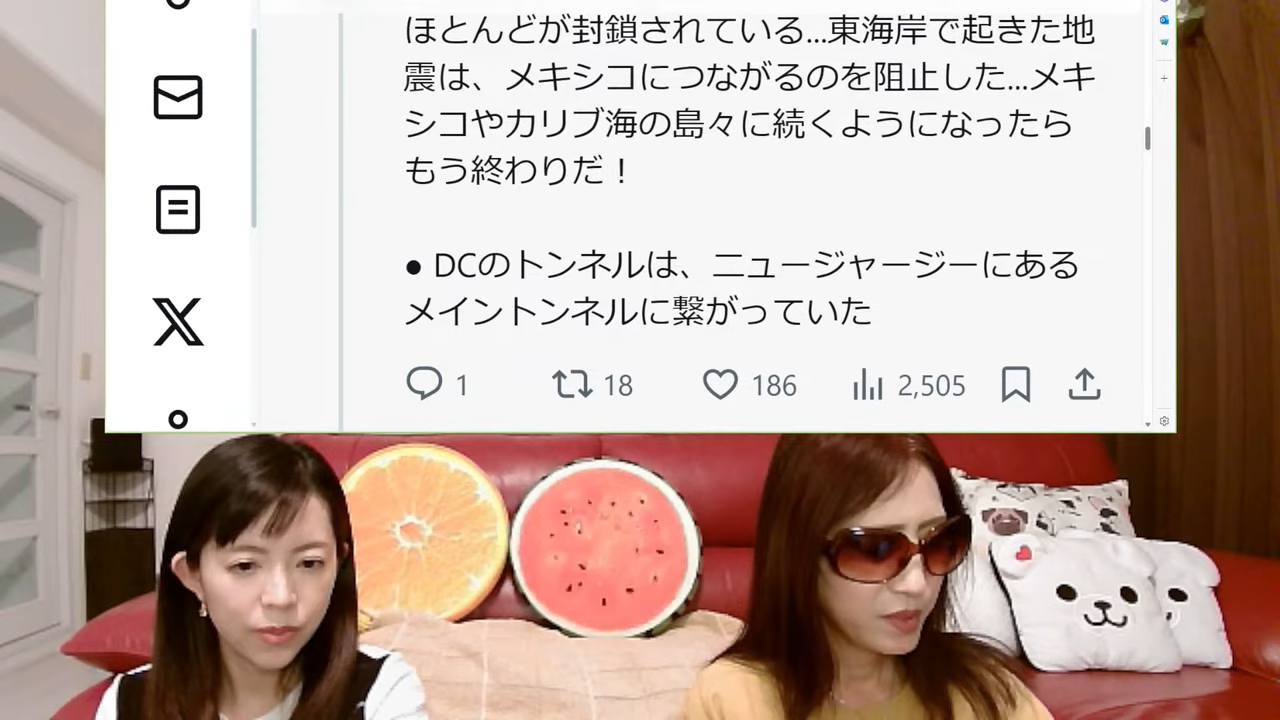 ほとんどが封鎖されている...東海岸で起きた地
震は、メキシコにつながるのを阻止した...メキ
シコやカリブ海の島々に続くようになったら
もう終わりだ！
● DCのトンネルは、ニュージャージーにある
メイントンネルに繋がっていた
1 18 186 2,505